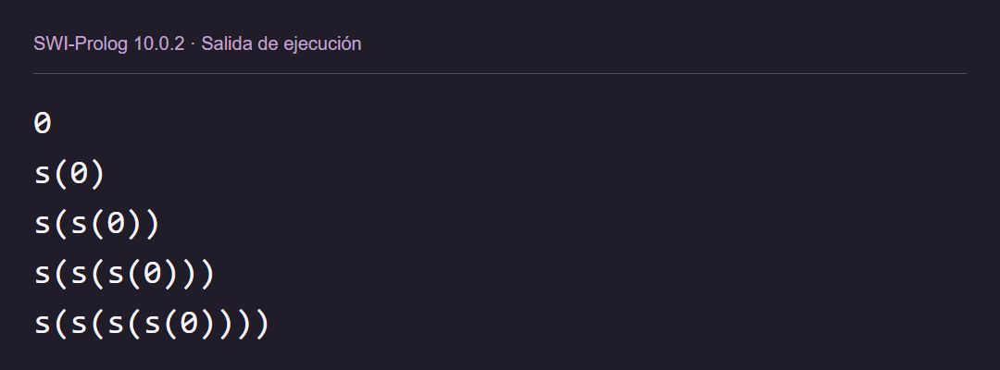 SWI-Prolog 10.0.2 · Salida de ejecución
0
s(0)
s(s(0))
s(s(s(0)))
s(s(s(s(0))))